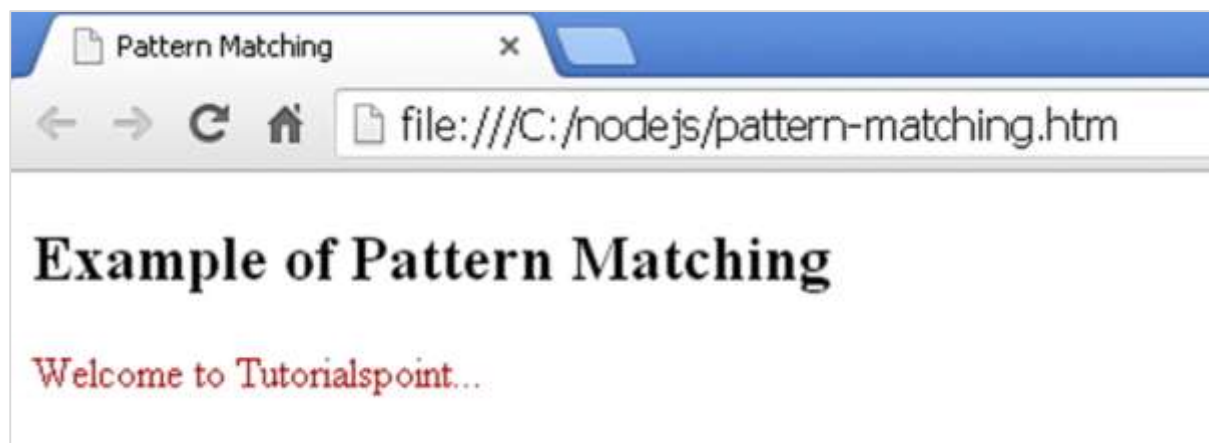 Pattern Matching
file:///C:/nodejs/pattern-matching.htm
Example of Pattern Matching
Welcome to Tutorialspoint...